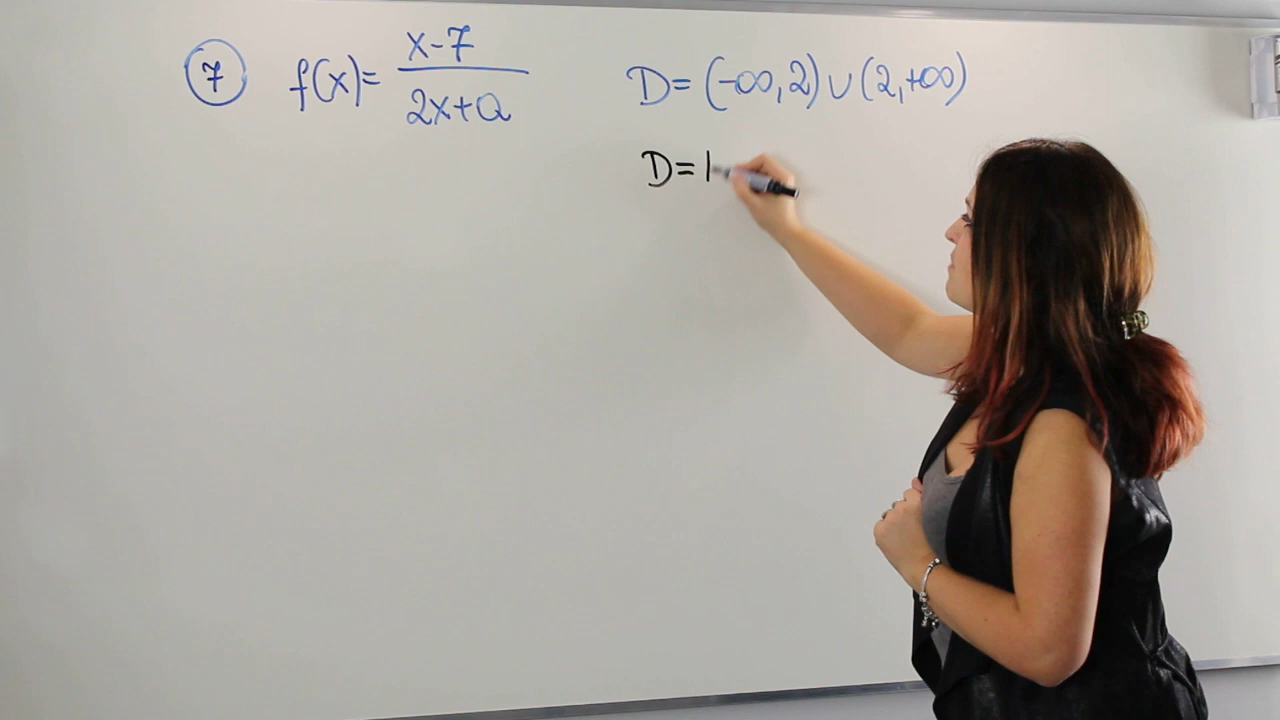 7 f(x)= x-7 / 2x+a D= (-∞,2)∪(2,+∞)
D= |